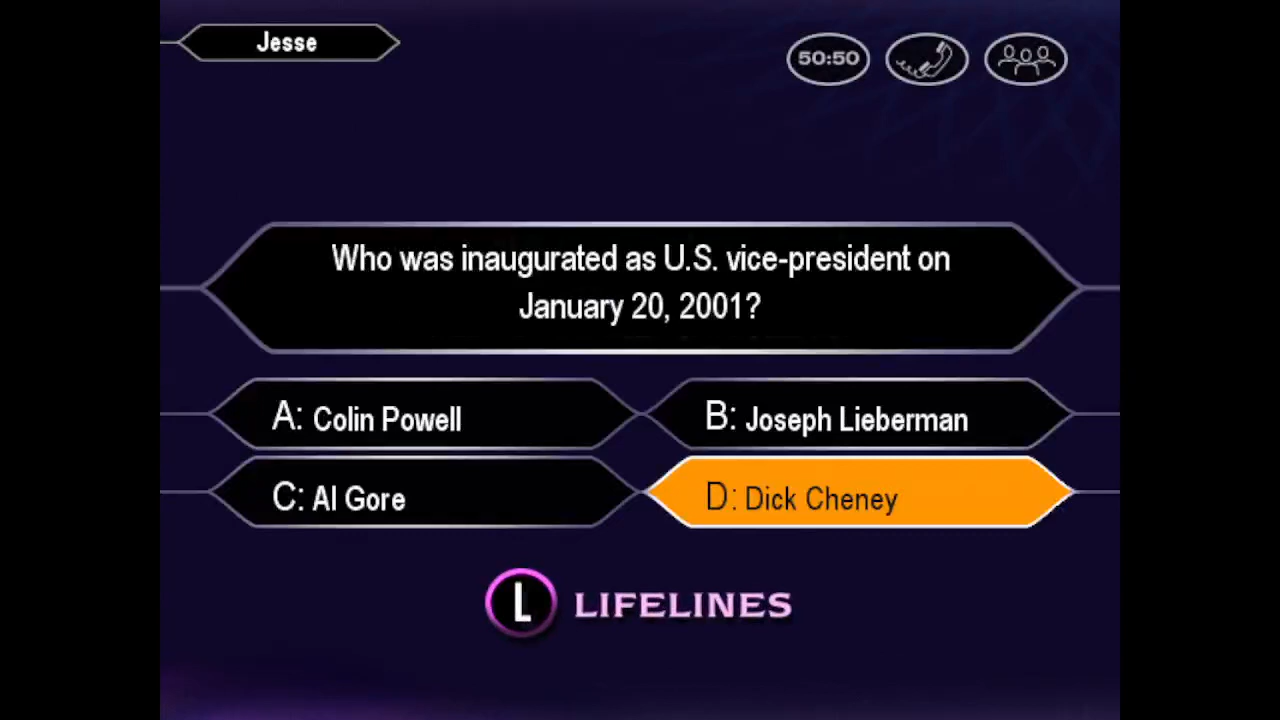 Jesse
50:50
Who was inaugurated as U.S. vice-president on
January 20, 2001?
A: Colin Powell
B: Joseph Lieberman
C: Al Gore
D: Dick Cheney
L LIFELINES